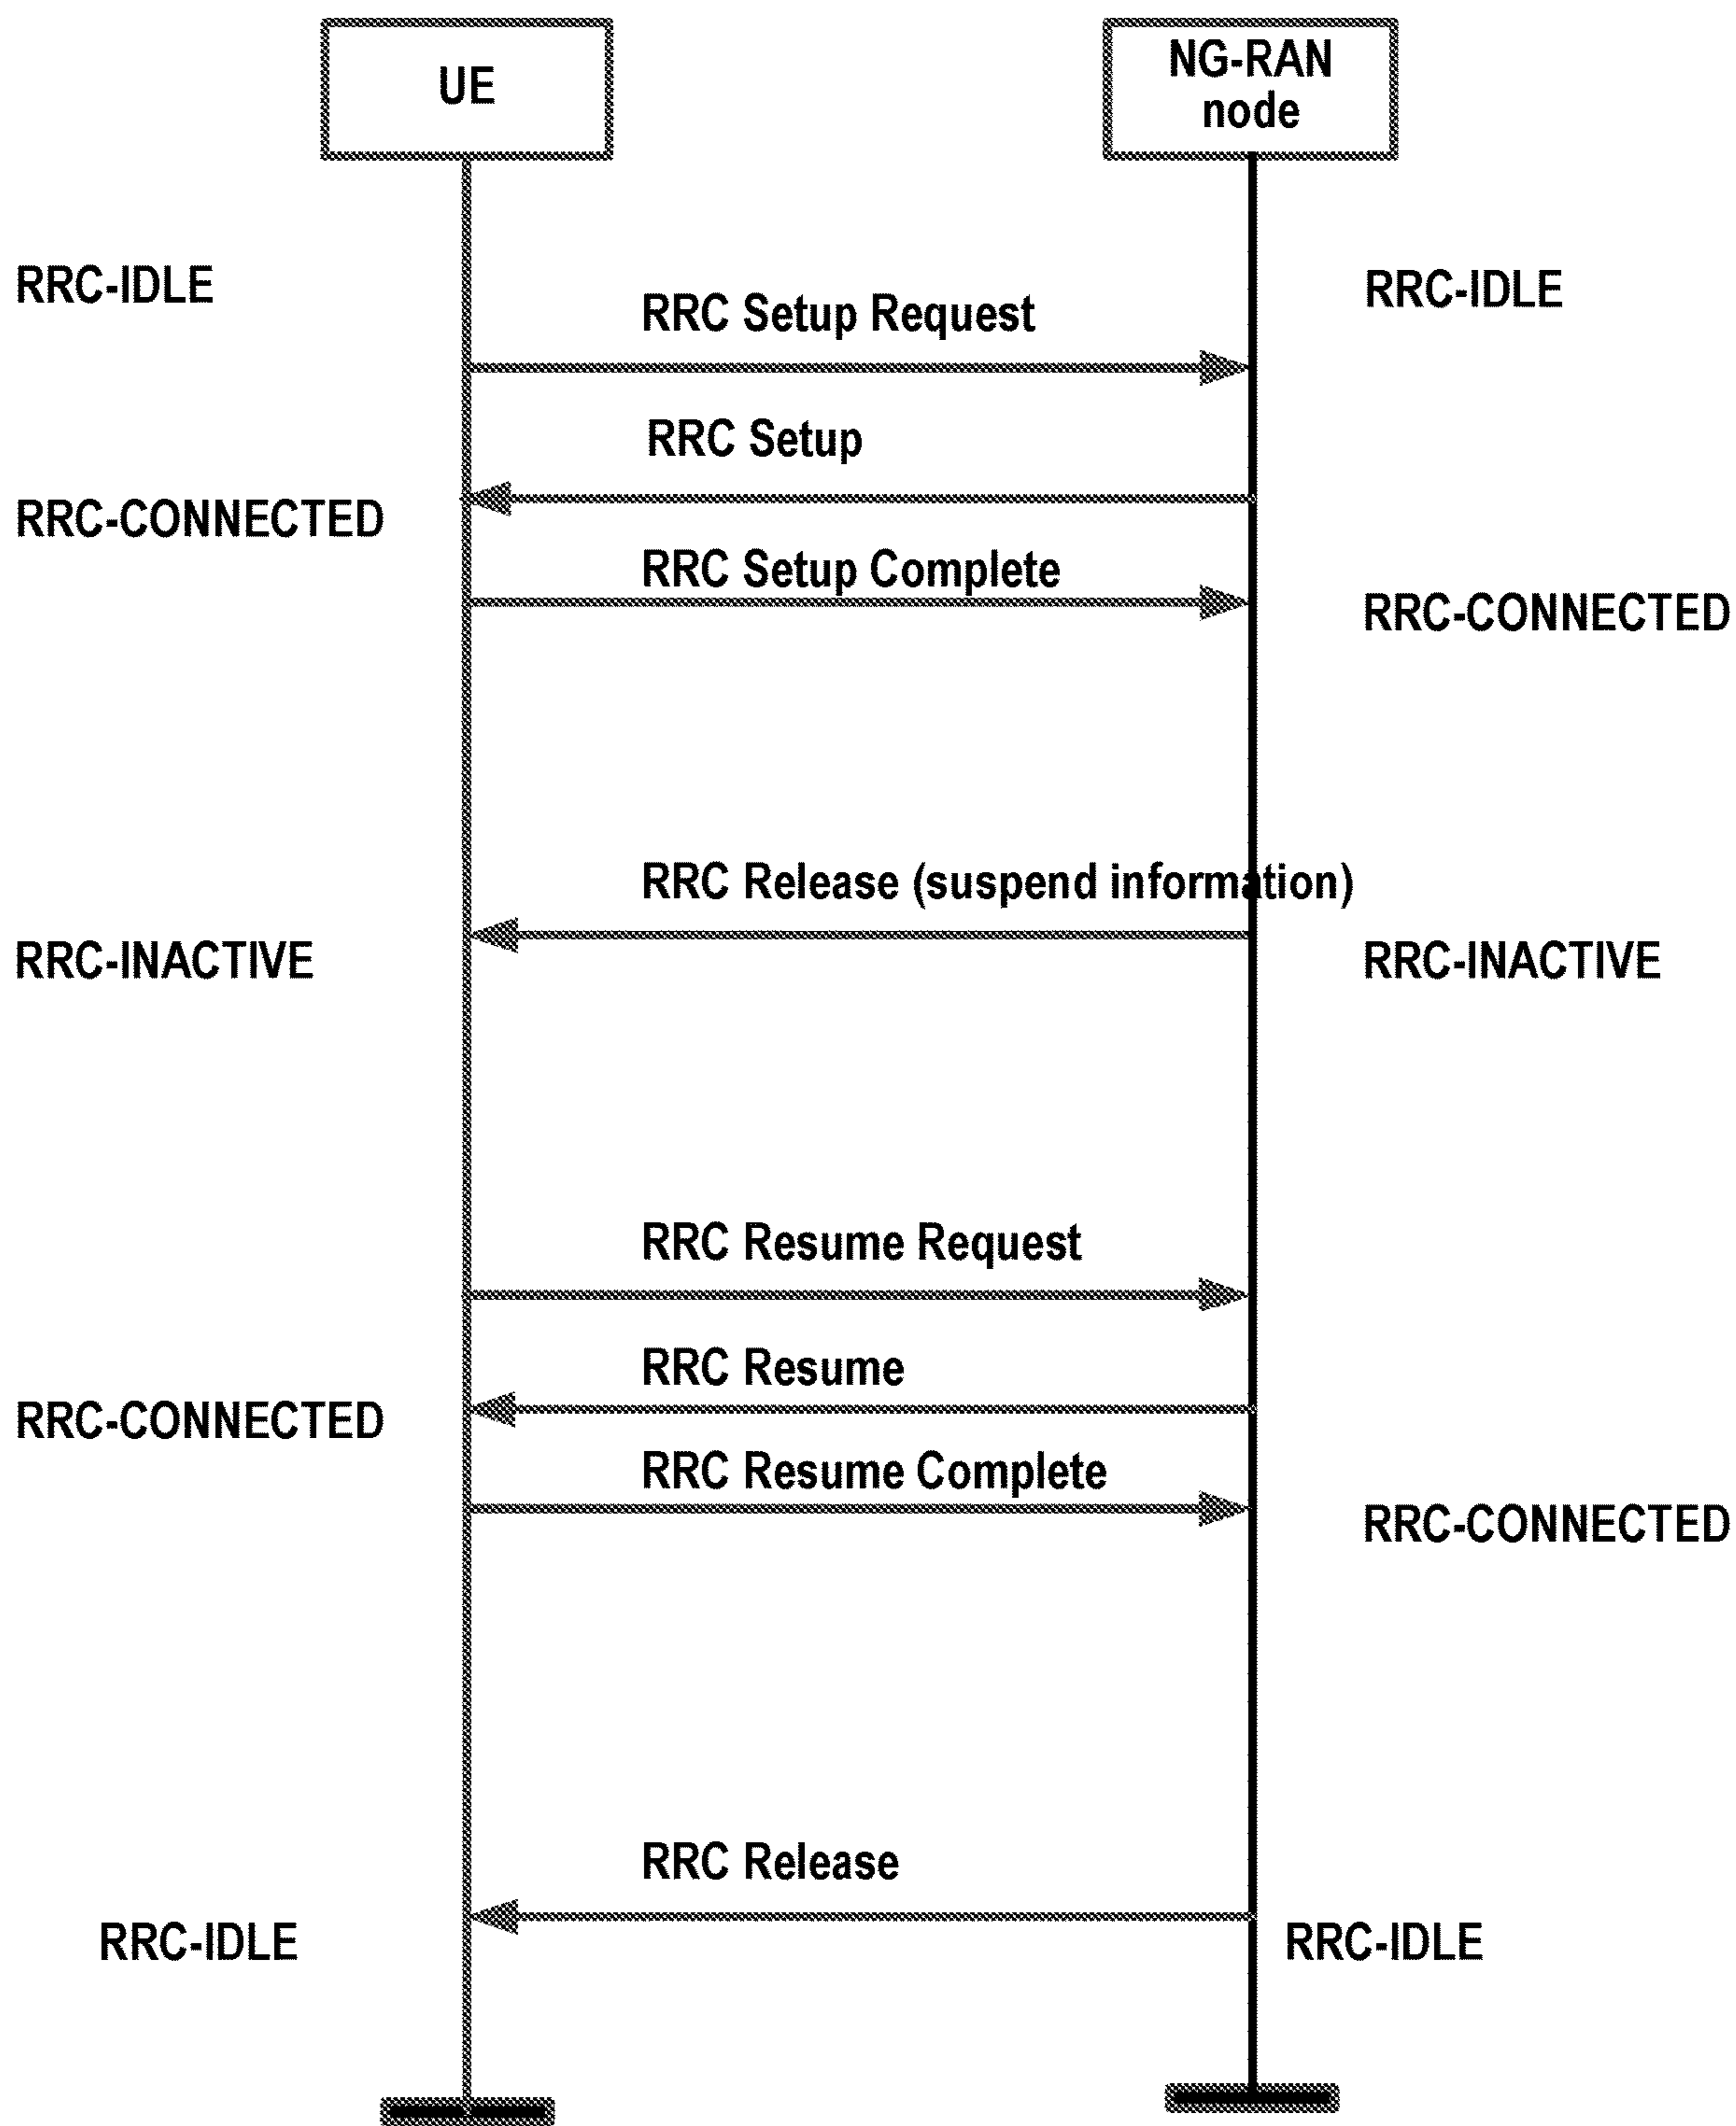 UE
NG-RAN
node
RRC-IDLE
RRC-IDLE
RRC Setup Request
RRC Setup
RRC-CONNECTED
RRC Setup Complete
RRC-CONNECTED
RRC Release (suspend information)
RRC-INACTIVE
RRC-INACTIVE
RRC Resume Request
RRC Resume
RRC-CONNECTED
RRC Resume Complete
RRC-CONNECTED
RRC Release
RRC-IDLE
RRC-IDLE